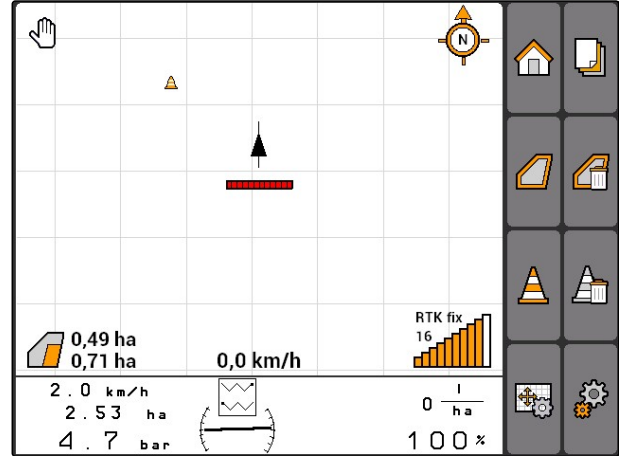 N
RTK fix
16
0,49 ha
0,71 ha
0,0 km/h
2.0 km/h
2.53 ha
4.7 bar
0 l/ha
100%